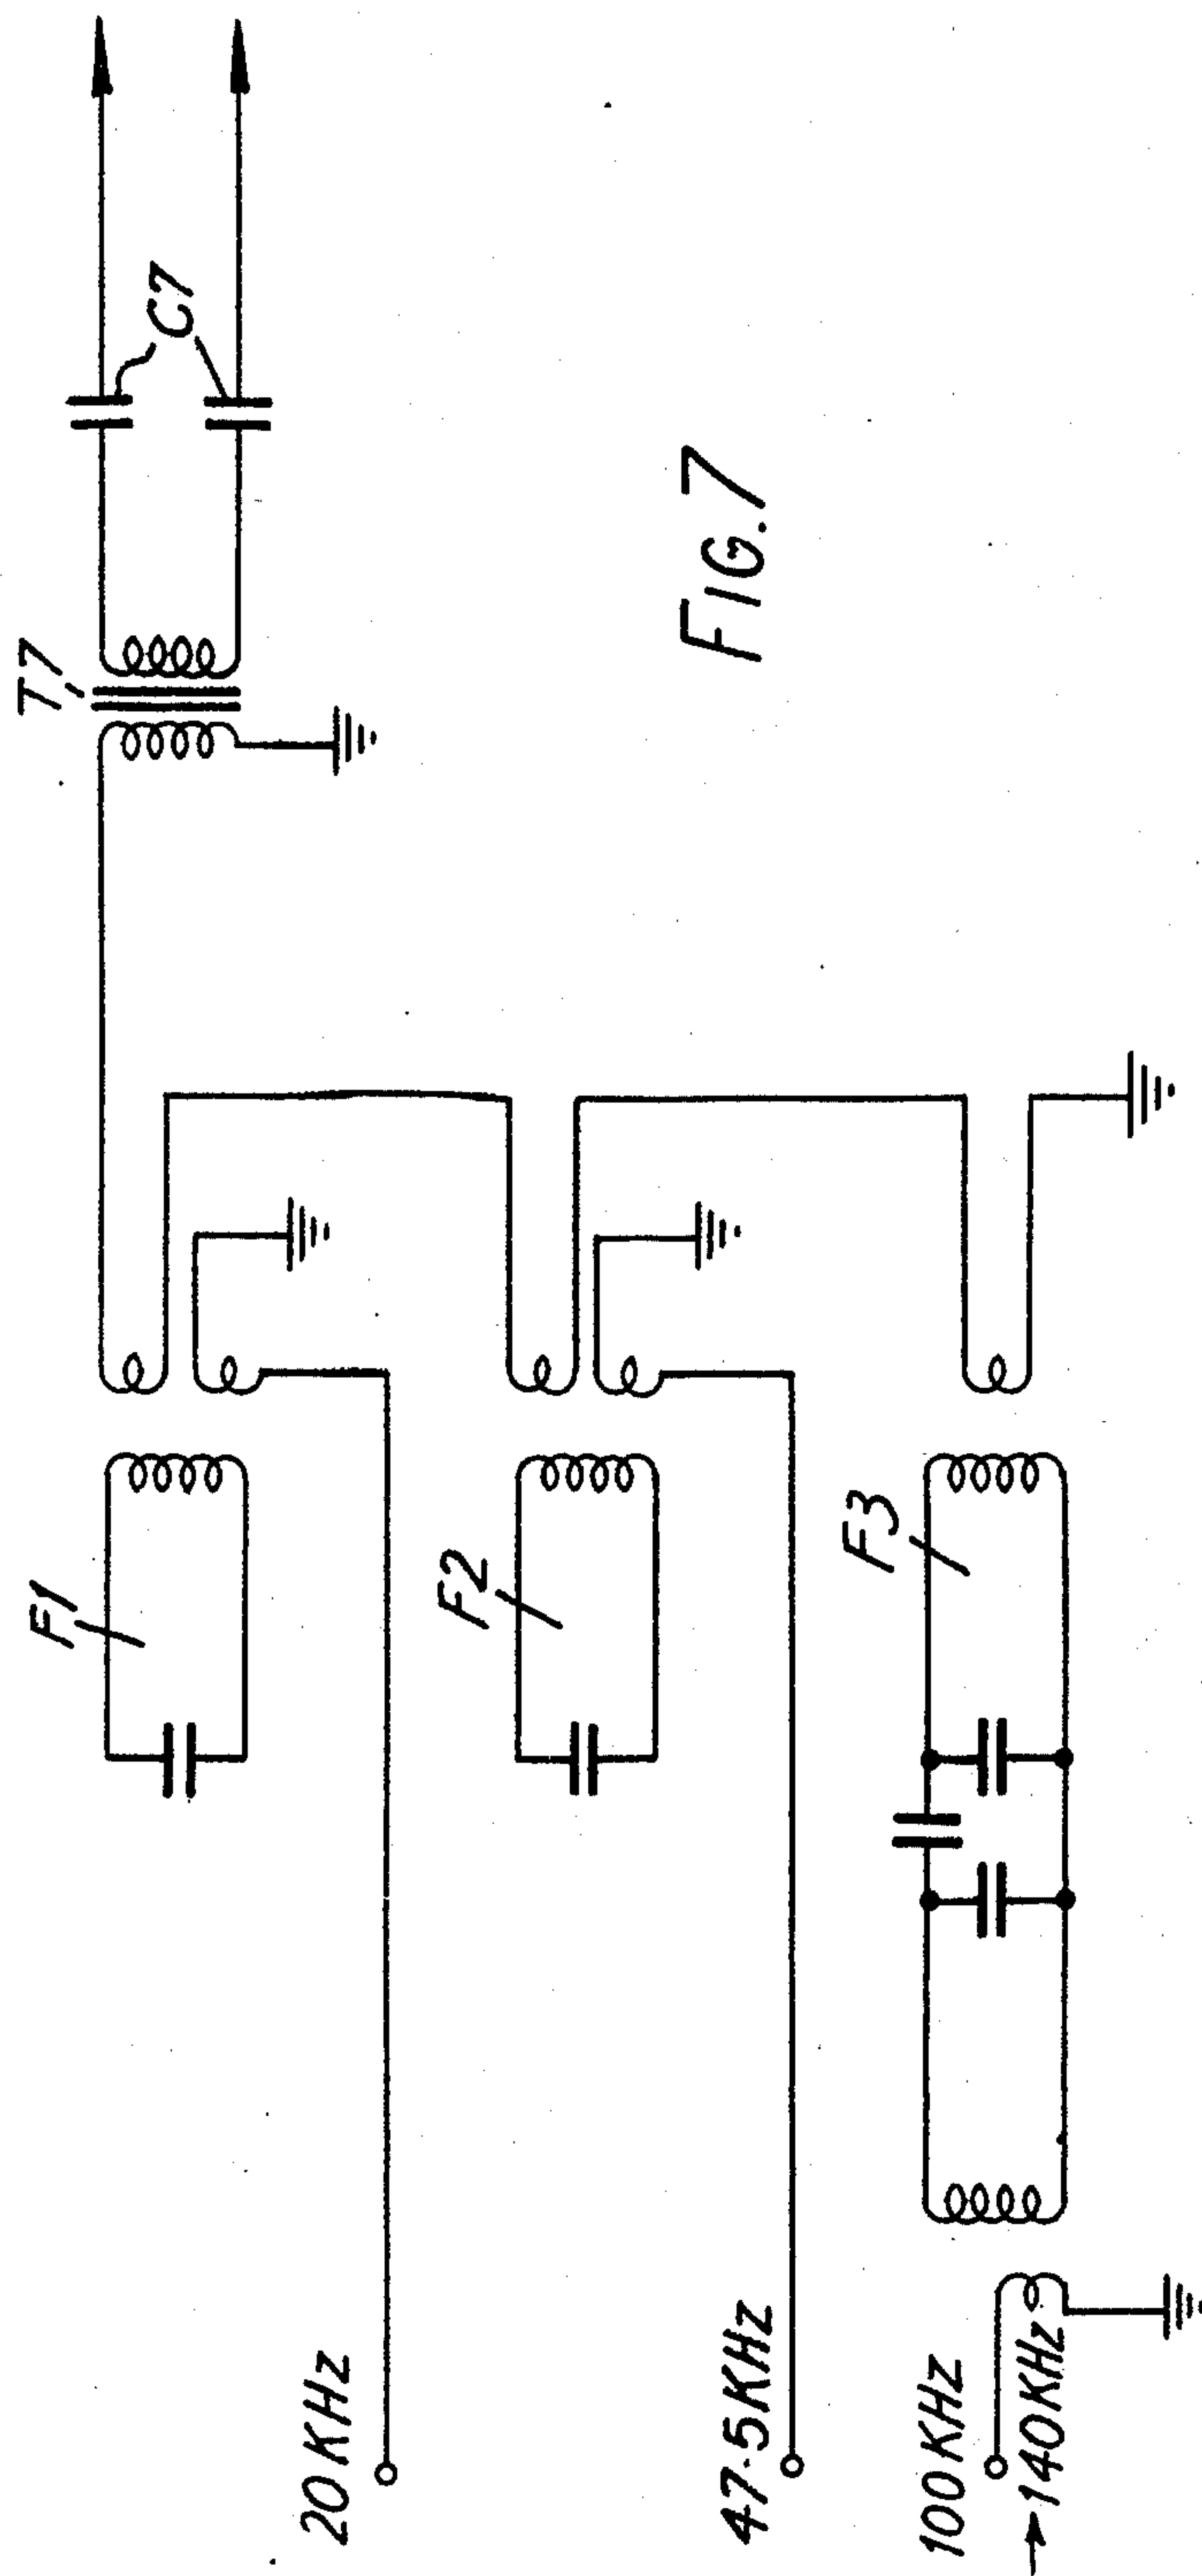 T7
C7
F1
F2
F3
20 KHz
47.5 KHz
100 KHz
→ 140 KHz
FIG. 7